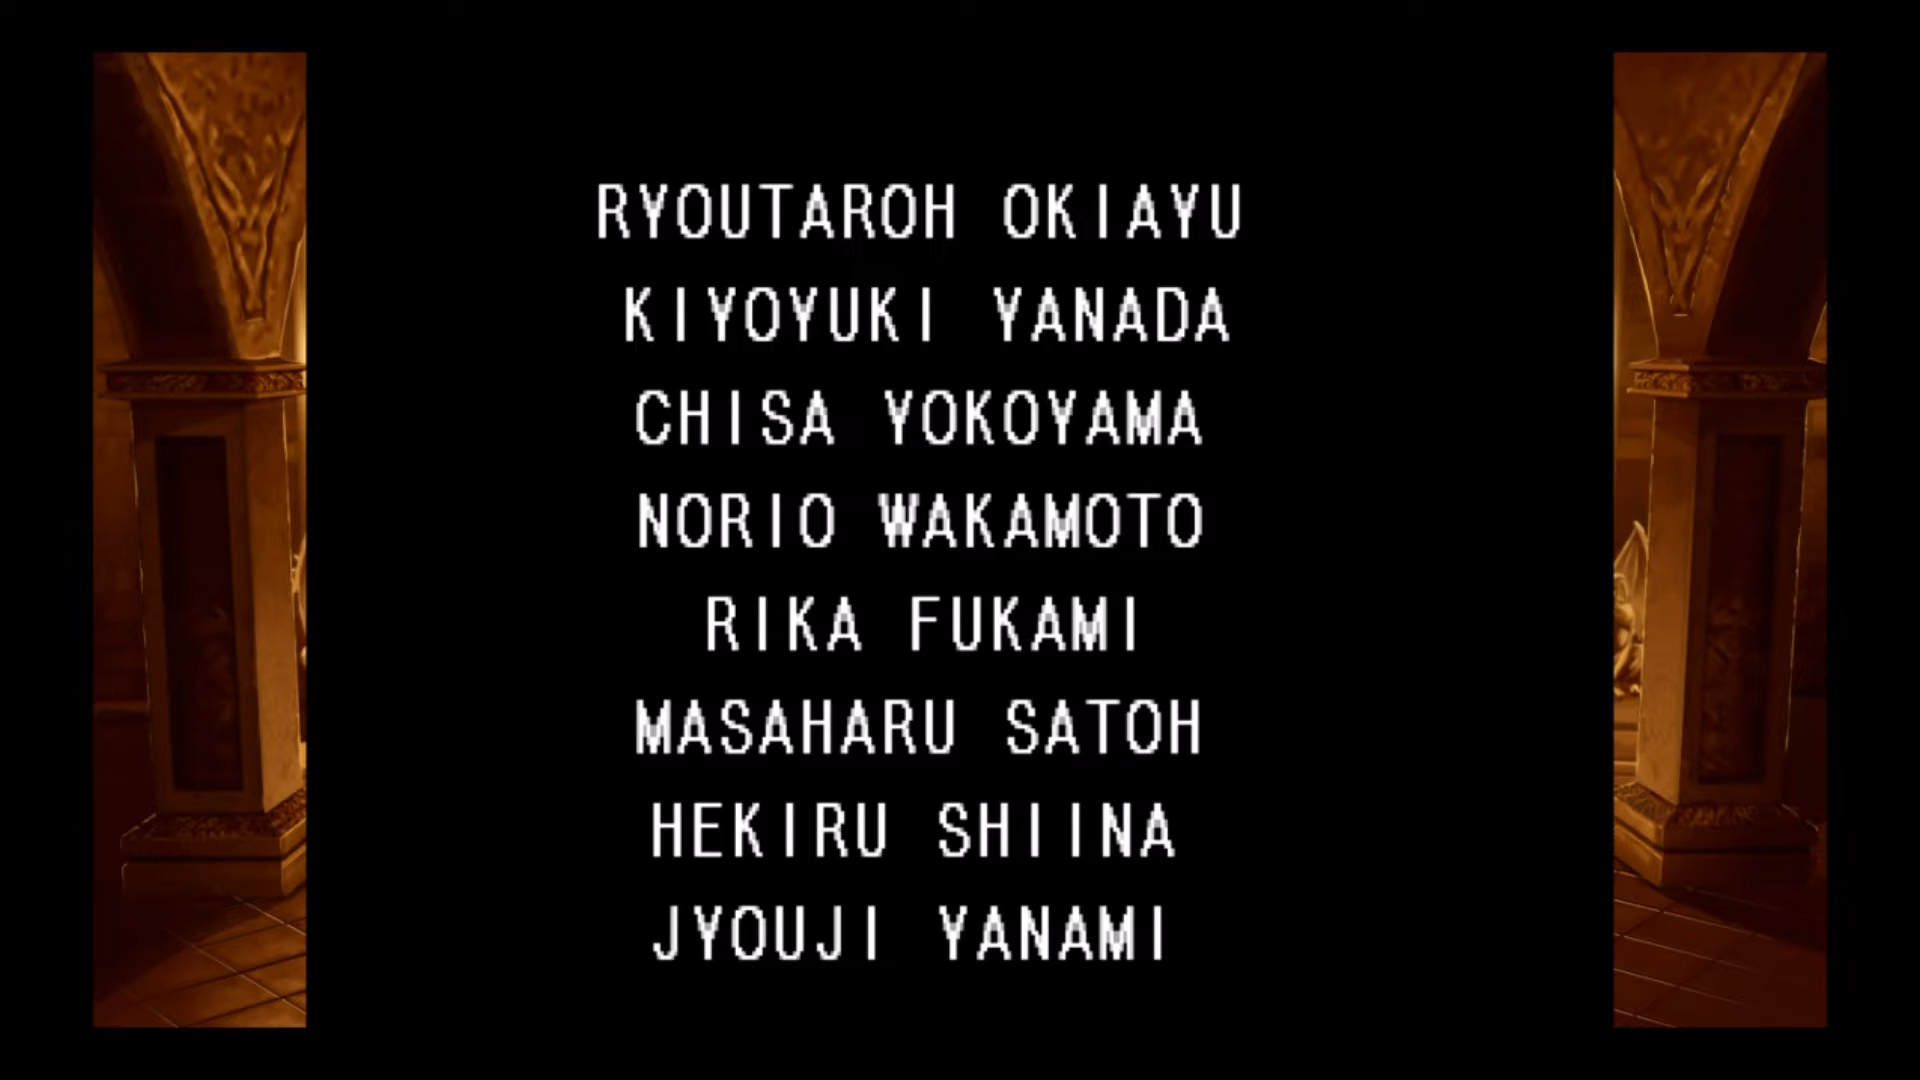 RYOUTAROH OKIAYU
KIYOYUKI YANADA
CHISA YOKOYAMA
NORIO WAKAMOTO
RIKA FUKAMI
MASAHARU SATOH
HEKIRU SHIINA
JYOUJI YANAMI